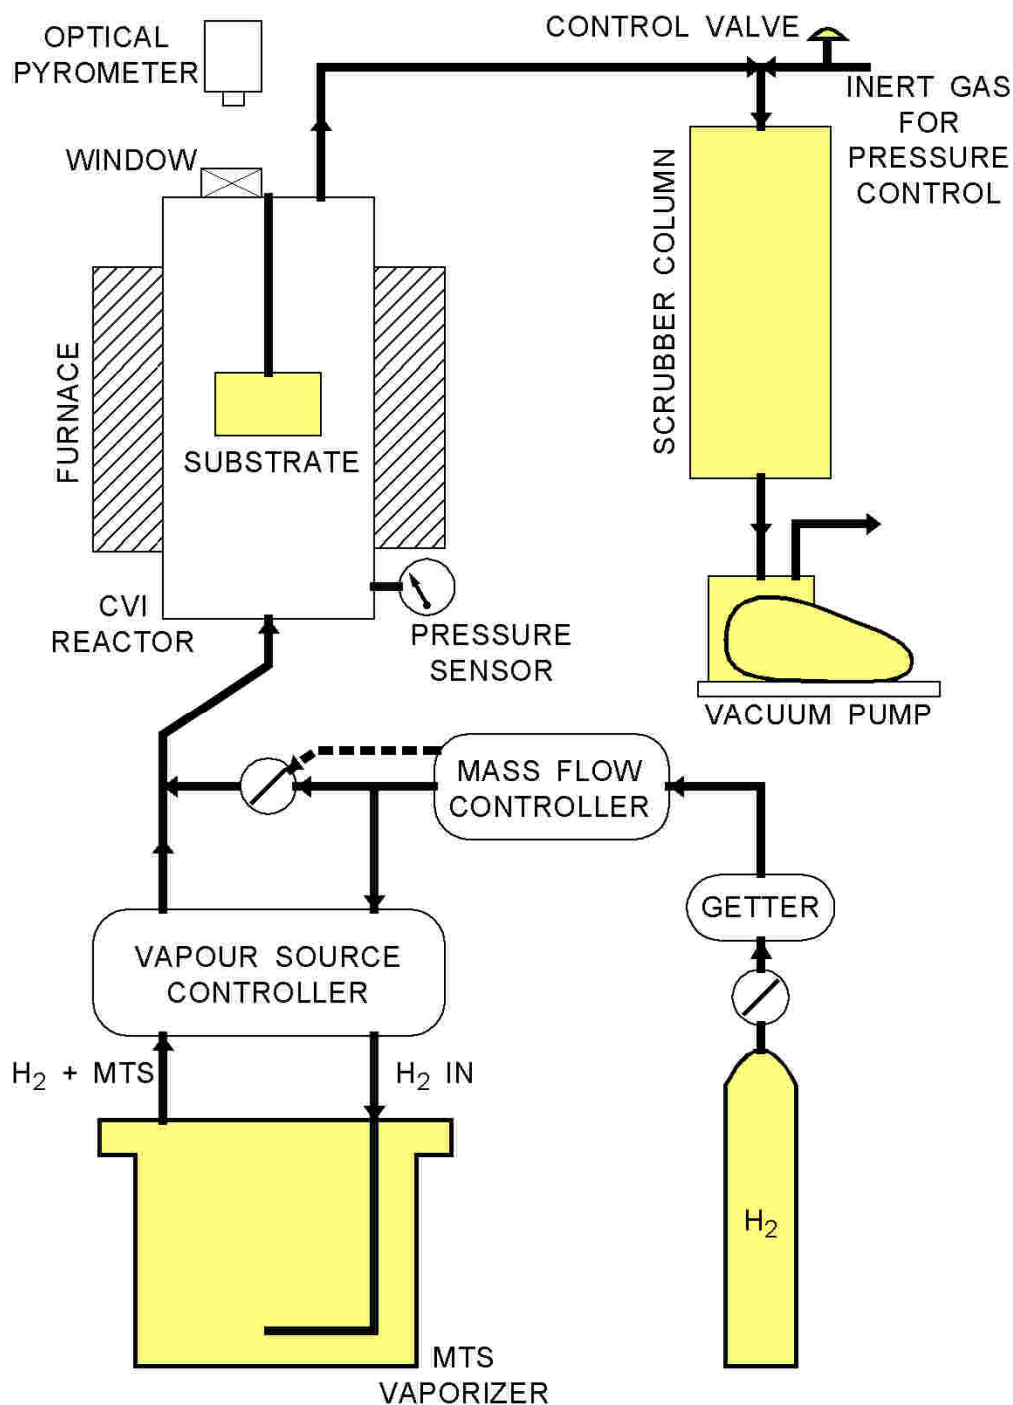 OPTICAL
PYROMETER
CONTROL VALVE
INERT GAS
FOR
PRESSURE
CONTROL
WINDOW
SCRUBBER COLUMN
FURNACE
SUBSTRATE
CVI
REACTOR
PRESSURE
SENSOR
VACUUM PUMP
MASS FLOW
CONTROLLER
GETTER
VAPOUR SOURCE
CONTROLLER
H₂ + MTS
H₂ IN
H₂
MTS
VAPORIZER